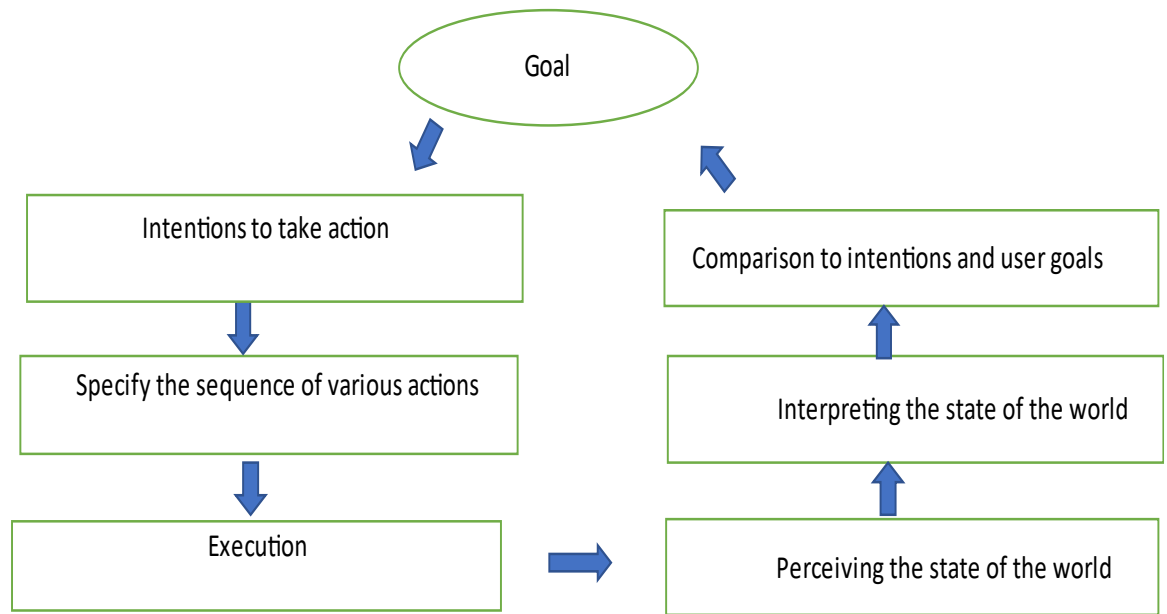 Goal
Intentions to take action
Specify the sequence of various actions
Execution
Perceiving the state of the world
Interpreting the state of the world
Comparison to intentions and user goals